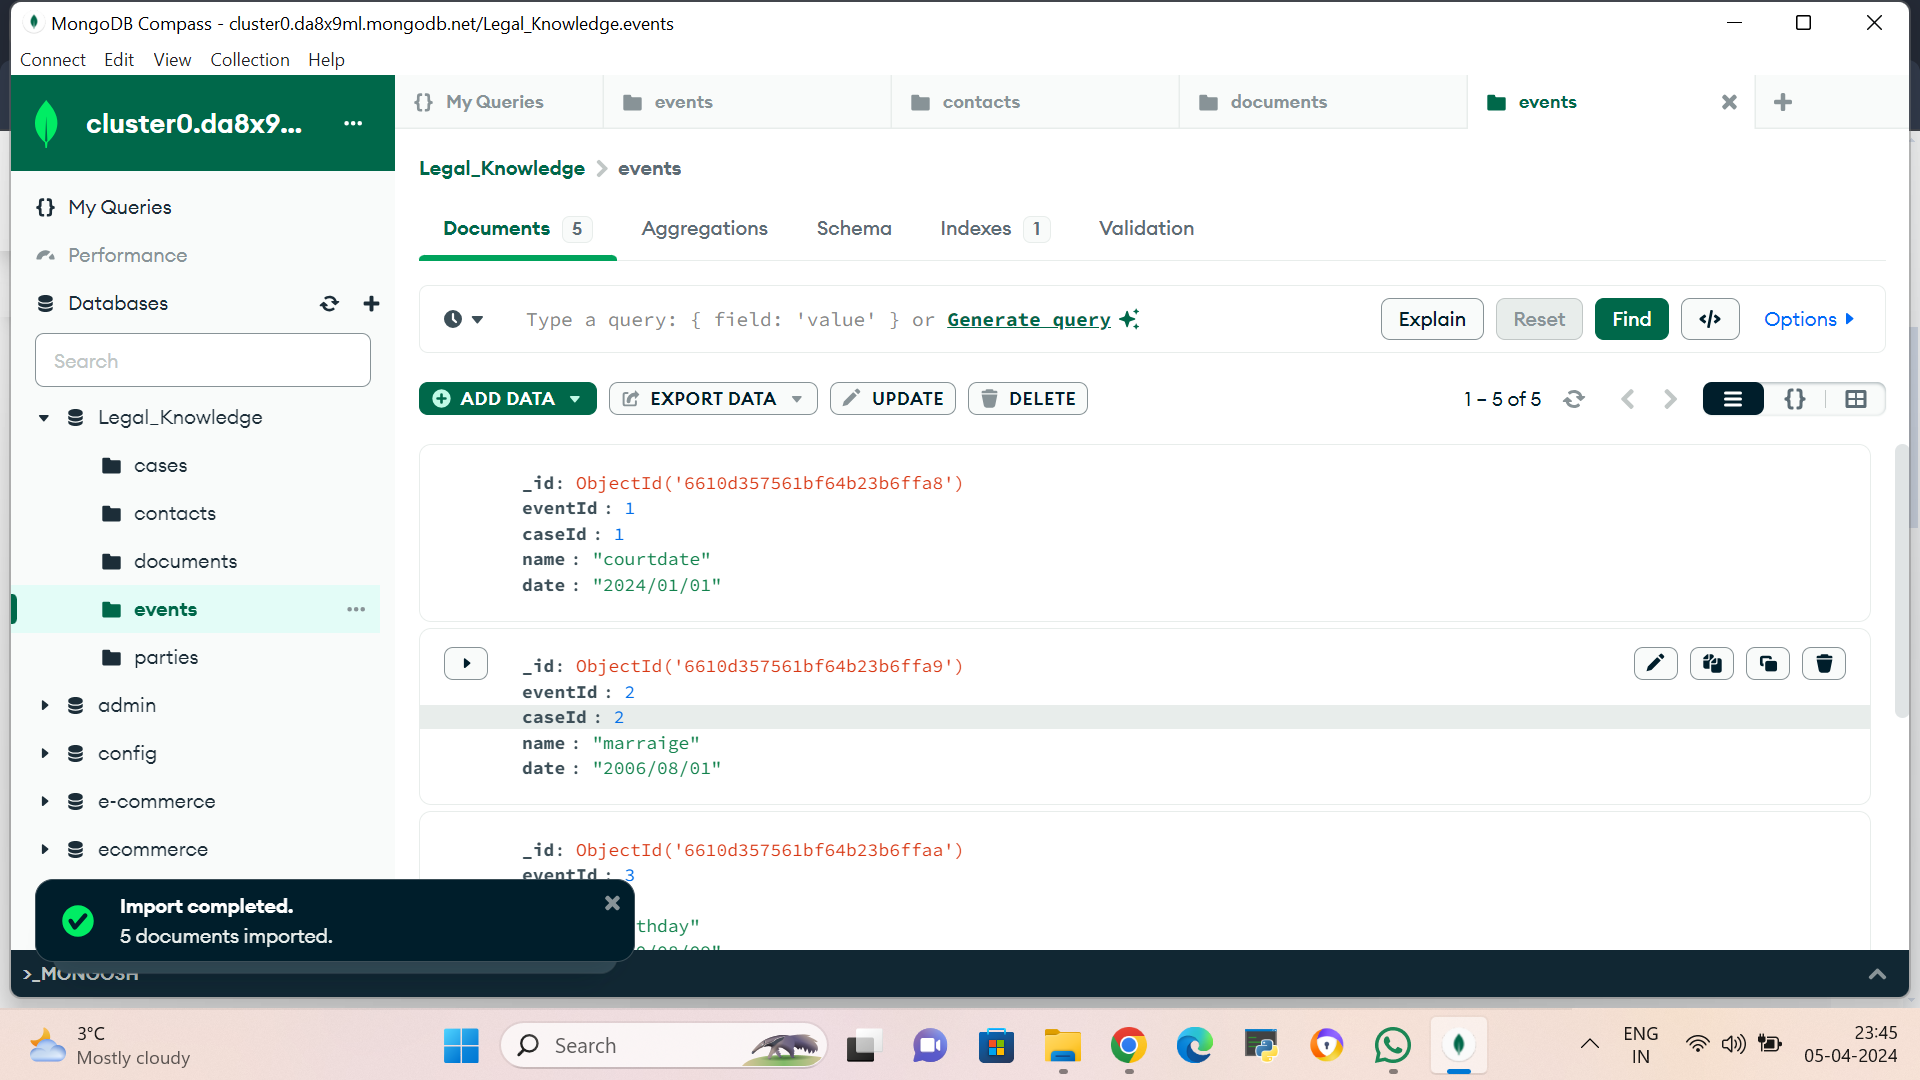 MongoDB Compass - cluster0.da8x9ml.mongodb.net/Legal_Knowledge.events
Connect Edit View Collection Help
cluster0.da8x9... ...
My Queries events contacts documents events
{} My Queries
Performance
Databases
Search
Legal_Knowledge
cases
contacts
documents
events ...
parties
admin
config
e-commerce
ecommerce
Legal_Knowledge > events
Documents 5 Aggregations Schema Indexes 1 Validation
Type a query: { field: 'value' } or Generate query
Explain Reset Find </> Options
ADD DATA EXPORT DATA UPDATE DELETE 1 – 5 of 5 {}
_id: ObjectId('6610d357561bf64b23b6ffa8')
eventId : 1
caseId : 1
name : "courtdate"
date : "2024/01/01"
_id: ObjectId('6610d357561bf64b23b6ffa9')
eventId : 2
caseId : 2
name : "marraige"
date : "2006/08/01"
_id: ObjectId('6610d357561bf64b23b6ffaa')
eventId : 3
thday"
Import completed.
5 documents imported.
>_MONGOSH
3°C
Mostly cloudy
Search
ENG
IN
23:45
05-04-2024